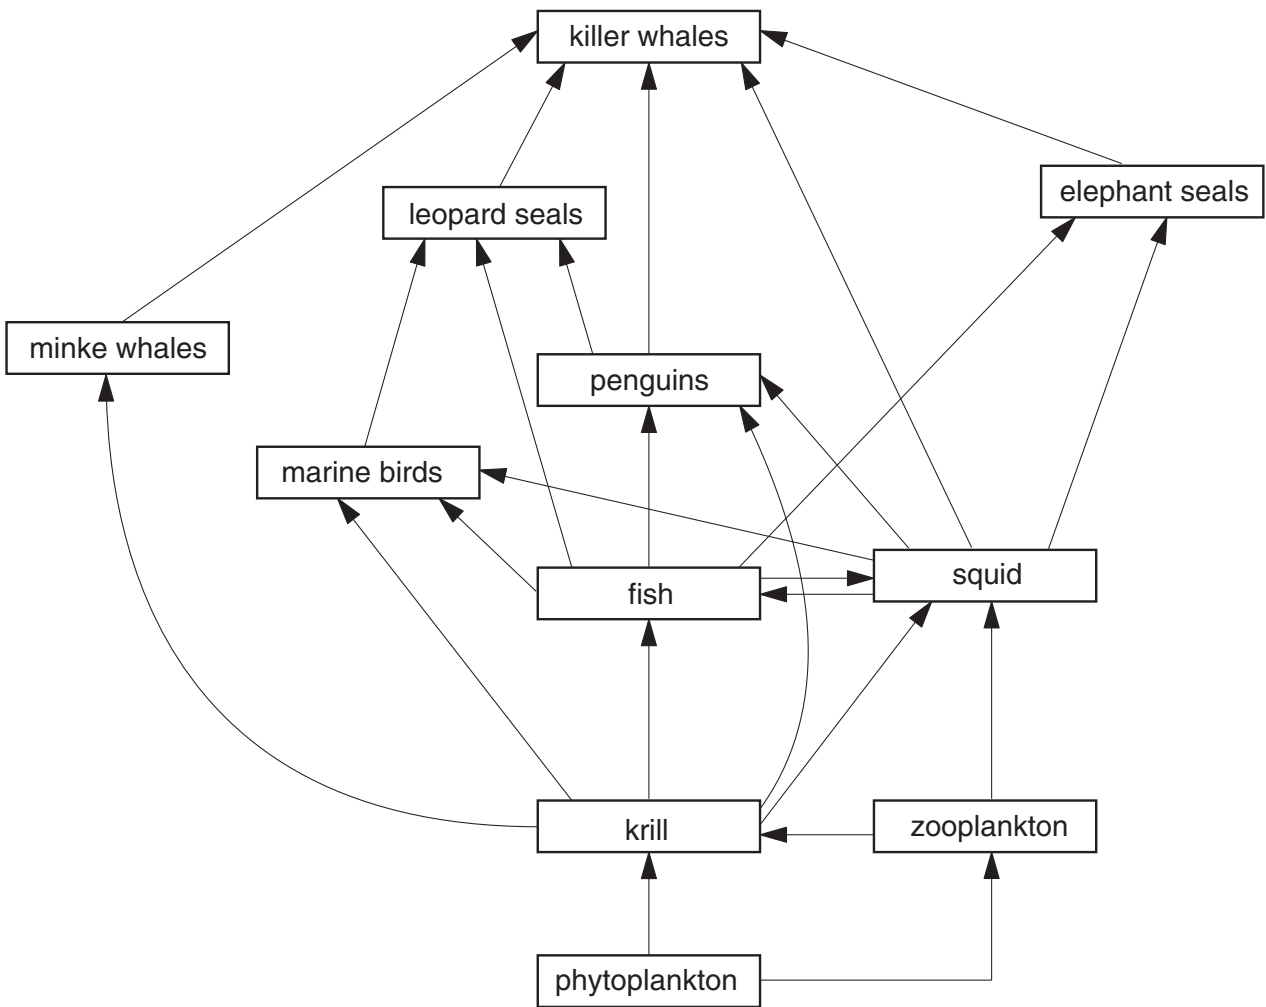 killer whales
elephant seals
leopard seals
minke whales
penguins
marine birds
squid
fish
krill
zooplankton
phytoplankton